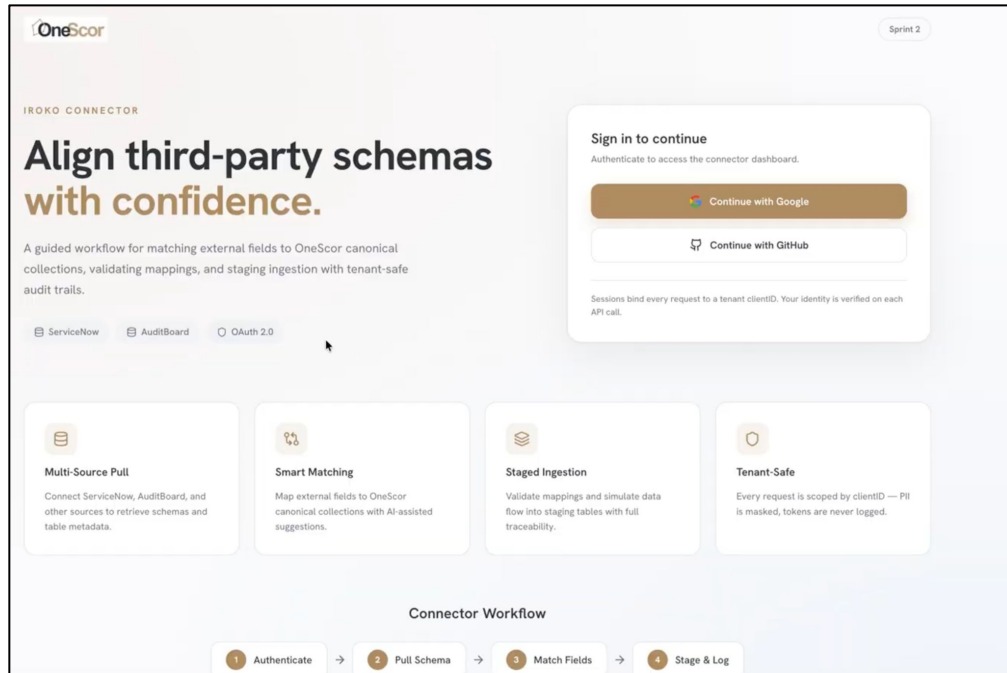 OneScor
Sprint 2
IROKO CONNECTOR
Align third-party schemas
with confidence.
A guided workflow for matching external fields to OneScor canonical
collections, validating mappings, and staging ingestion with tenant-safe
audit trails.
ServiceNow
AuditBoard
OAuth 2.0
Sign in to continue
Authenticate to access the connector dashboard.
Continue with Google
Continue with GitHub
Sessions bind every request to a tenant clientID. Your identity is verified on each
API call.
Multi-Source Pull
Connect ServiceNow, AuditBoard, and
other sources to retrieve schemas and
table metadata.
Smart Matching
Map external fields to OneScor
canonical collections with AI-assisted
suggestions.
Staged Ingestion
Validate mappings and simulate data
flow into staging tables with full
traceability.
Tenant-Safe
Every request is scoped by clientID — PII
is masked, tokens are never logged.
Connector Workflow
1 Authenticate → 2 Pull Schema → 3 Match Fields → 4 Stage & Log